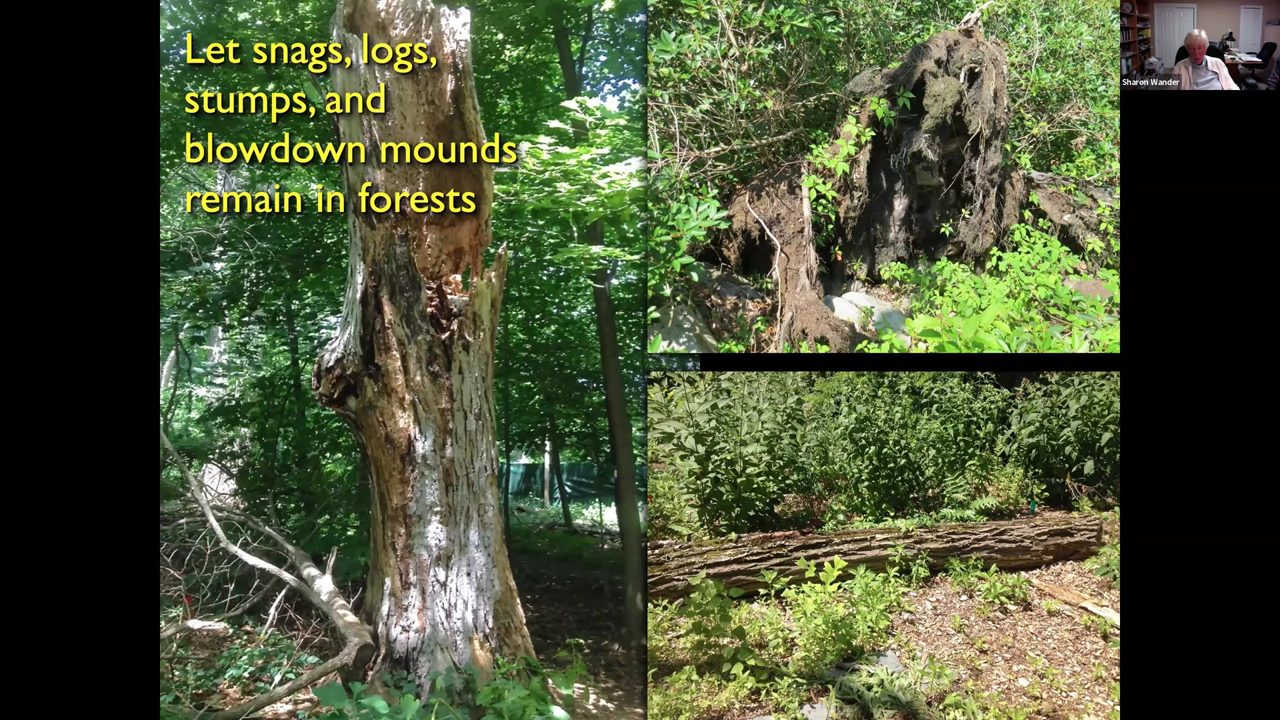 Let snags, logs,
stumps, and
blowdown mounds
remain in forests
Sharon Wander